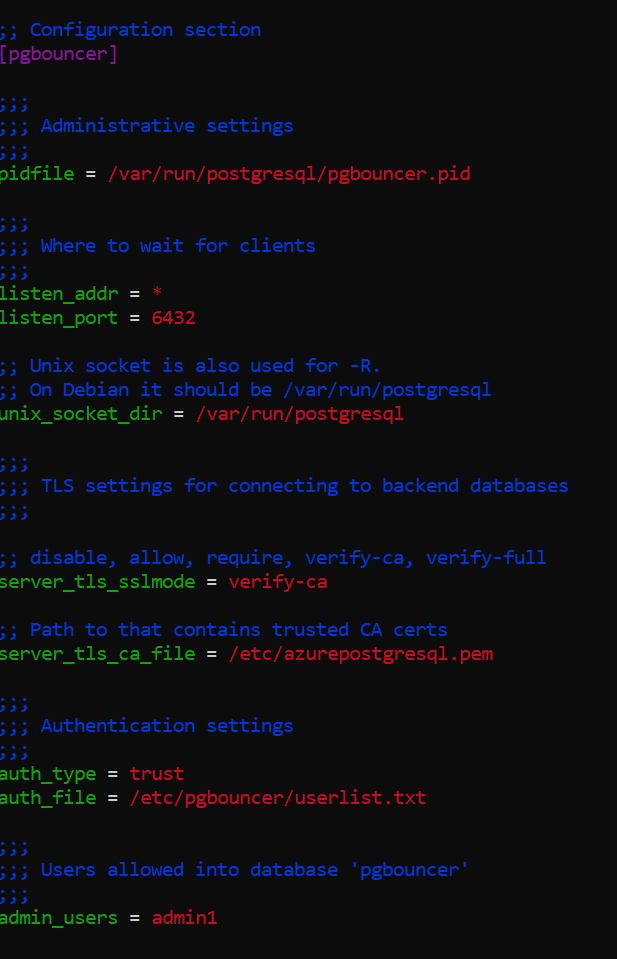 ;; Configuration section
[pgbouncer]
;;;
;;; Administrative settings
;;;
pidfile = /var/run/postgresql/pgbouncer.pid
;;;
;;; Where to wait for clients
;;;
listen_addr = *
listen_port = 6432
;; Unix socket is also used for -R.
;; On Debian it should be /var/run/postgresql
unix_socket_dir = /var/run/postgresql
;;;
;;; TLS settings for connecting to backend databases
;;;
;; disable, allow, require, verify-ca, verify-full
server_tls_sslmode = verify-ca
;; Path to that contains trusted CA certs
server_tls_ca_file = /etc/azurepostgresql.pem
;;;
;;; Authentication settings
;;;
auth_type = trust
auth_file = /etc/pgbouncer/userlist.txt
;;;
;;; Users allowed into database 'pgbouncer'
;;;
admin_users = admin1